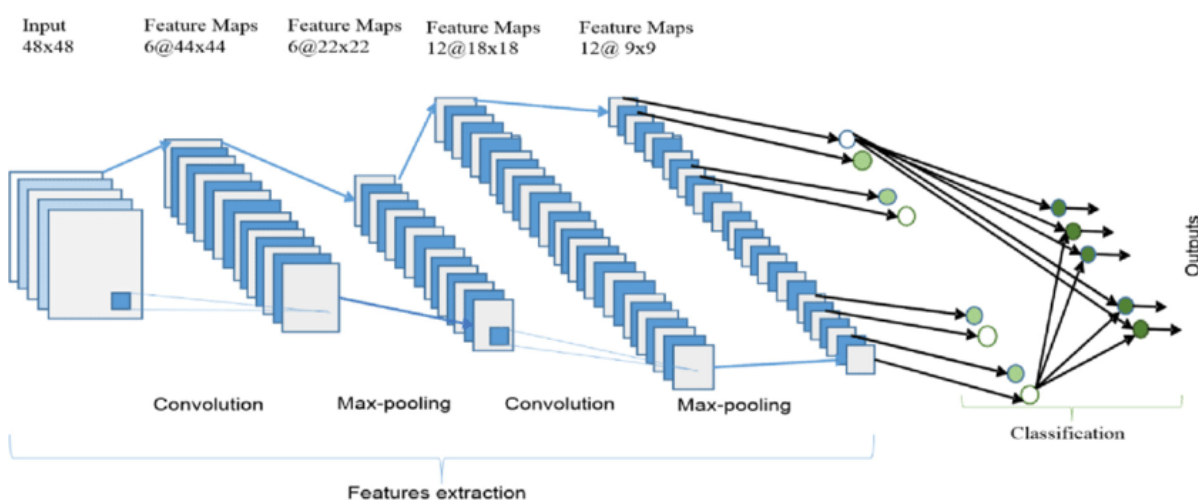 Input
48x48
Feature Maps
6@44x44
Feature Maps
6@22x22
Feature Maps
12@18x18
Feature Maps
12@ 9x9
Outputs
Convolution
Max-pooling
Convolution
Max-pooling
Classification
Features extraction